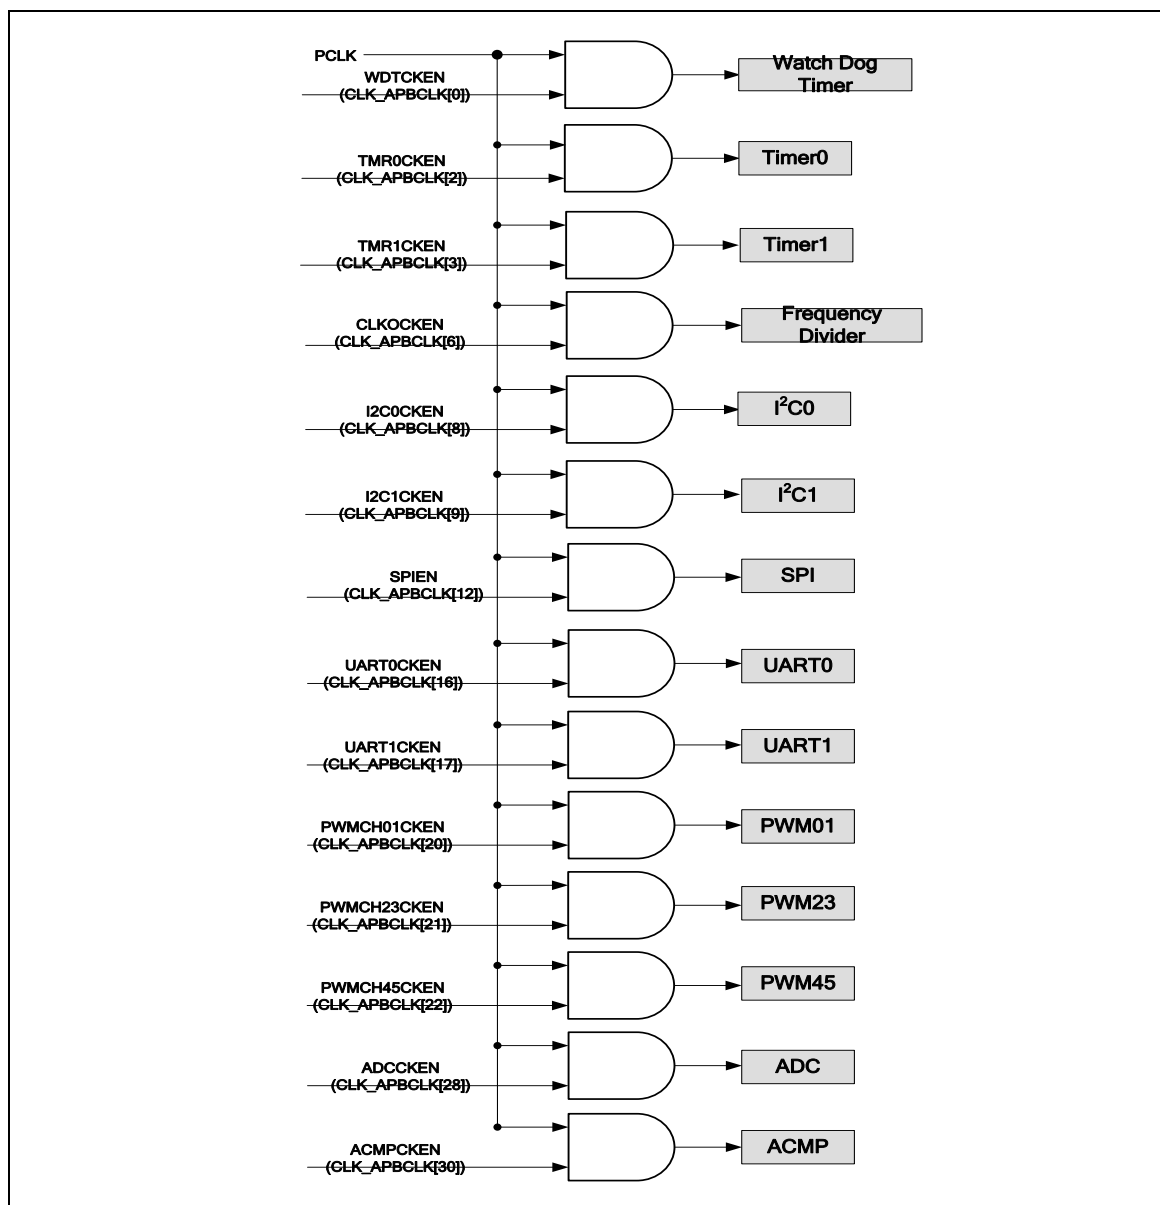 PCLK
WDTCKEN
(CLK_APBCLK[0])
Watch Dog
Timer
TMR0CKEN
(CLK_APBCLK[2])
Timer0
TMR1CKEN
(CLK_APBCLK[3])
Timer1
CLKOCKEN
(CLK_APBCLK[6])
Frequency
Divider
I2C0CKEN
(CLK_APBCLK[8])
I²C0
I2C1CKEN
(CLK_APBCLK[9])
I²C1
SPIEN
(CLK_APBCLK[12])
SPI
UART0CKEN
(CLK_APBCLK[16])
UART0
UART1CKEN
(CLK_APBCLK[17])
UART1
PWMCH01CKEN
(CLK_APBCLK[20])
PWM01
PWMCH23CKEN
(CLK_APBCLK[21])
PWM23
PWMCH45CKEN
(CLK_APBCLK[22])
PWM45
ADCCKEN
(CLK_APBCLK[28])
ADC
ACMPCKEN
(CLK_APBCLK[30])
ACMP